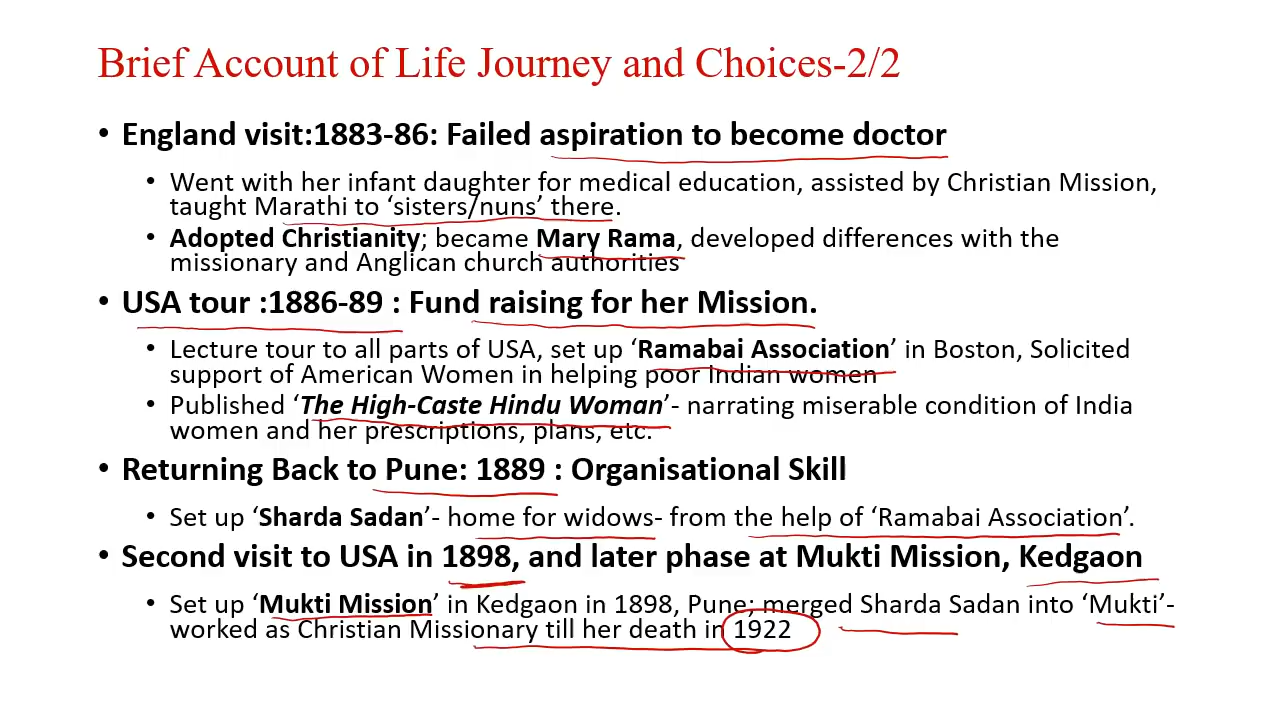 Brief Account of Life Journey and Choices-2/2
• England visit:1883-86: Failed aspiration to become doctor
• Went with her infant daughter for medical education, assisted by Christian Mission,
taught Marathi to ‘sisters/nuns’ there.
• Adopted Christianity; became Mary Rama, developed differences with the
missionary and Anglican church authorities
• USA tour :1886-89 : Fund raising for her Mission.
• Lecture tour to all parts of USA, set up ‘Ramabai Association’ in Boston, Solicited
support of American Women in helping poor Indian women
• Published ‘The High-Caste Hindu Woman’- narrating miserable condition of India
women and her prescriptions, plans, etc.
• Returning Back to Pune: 1889 : Organisational Skill
• Set up ‘Sharda Sadan’- home for widows- from the help of ‘Ramabai Association’.
• Second visit to USA in 1898, and later phase at Mukti Mission, Kedgaon
• Set up ‘Mukti Mission’ in Kedgaon in 1898, Pune; merged Sharda Sadan into ‘Mukti’-
worked as Christian Missionary till her death in 1922